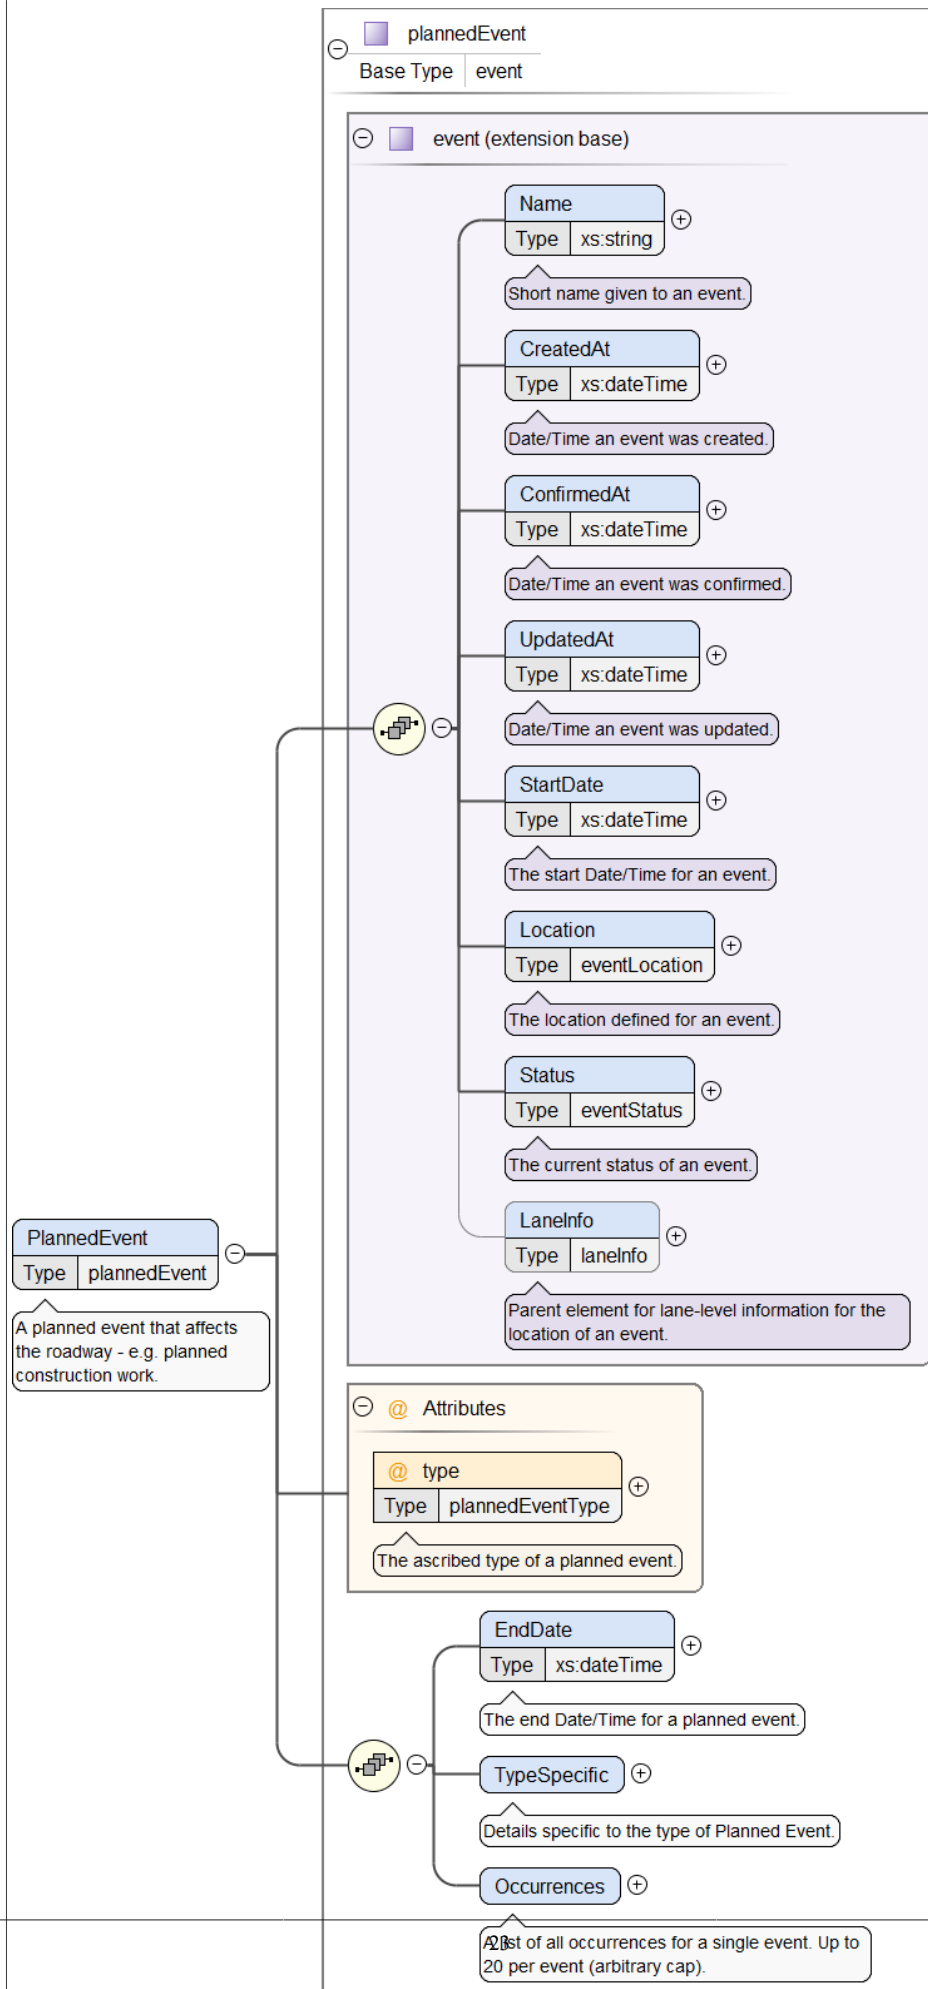 plannedEvent
Base Type event
event (extension base)
Name
Type xs:string
Short name given to an event.
CreatedAt
Type xs:dateTime
Date/Time an event was created.
ConfirmedAt
Type xs:dateTime
Date/Time an event was confirmed.
UpdatedAt
Type xs:dateTime
Date/Time an event was updated.
StartDate
Type xs:dateTime
The start Date/Time for an event.
Location
Type eventLocation
The location defined for an event.
Status
Type eventStatus
The current status of an event.
LaneInfo
Type laneInfo
Parent element for lane-level information for the
location of an event.
PlannedEvent
Type plannedEvent
A planned event that affects
the roadway - e.g. planned
construction work.
@ Attributes
@ type
Type plannedEventType
The ascribed type of a planned event.
EndDate
Type xs:dateTime
The end Date/Time for a planned event.
TypeSpecific
Details specific to the type of Planned Event.
Occurrences
A list of all occurrences for a single event. Up to
20 per event (arbitrary cap).
23